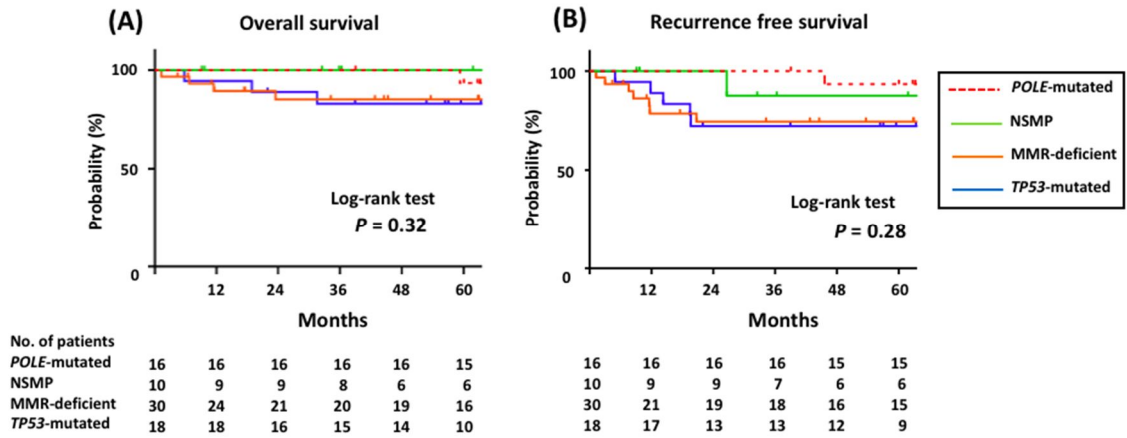 (A) Overall survival
Probability (%)
100
50
0
Log-rank test
P = 0.32
12 24 36 48 60
Months
(B) Recurrence free survival
Probability (%)
100
50
0
Log-rank test
P = 0.28
12 24 36 48 60
Months
POLE-mutated
NSMP
MMR-deficient
TP53-mutated
No. of patients
POLE-mutated 16 16 16 16 16 15 16 16 16 16 15 15
NSMP 10 9 9 8 6 6 10 9 9 7 6 6
MMR-deficient 30 24 21 20 19 16 30 21 19 18 16 15
TP53-mutated 18 18 16 15 14 10 18 17 13 13 12 9